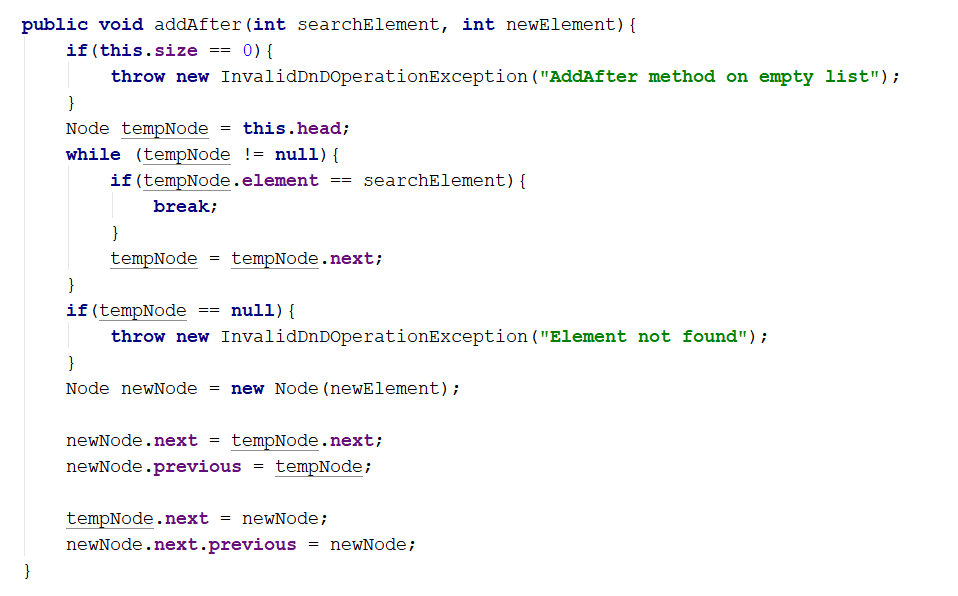 public void addAfter(int searchElement, int newElement){
    if(this.size == 0){
        throw new InvalidDnDOperationException("AddAfter method on empty list");
    }
    Node tempNode = this.head;
    while (tempNode != null){
        if(tempNode.element == searchElement){
            break;
        }
        tempNode = tempNode.next;
    }
    if(tempNode == null){
        throw new InvalidDnDOperationException("Element not found");
    }
    Node newNode = new Node(newElement);

    newNode.next = tempNode.next;
    newNode.previous = tempNode;

    tempNode.next = newNode;
    newNode.next.previous = newNode;
}